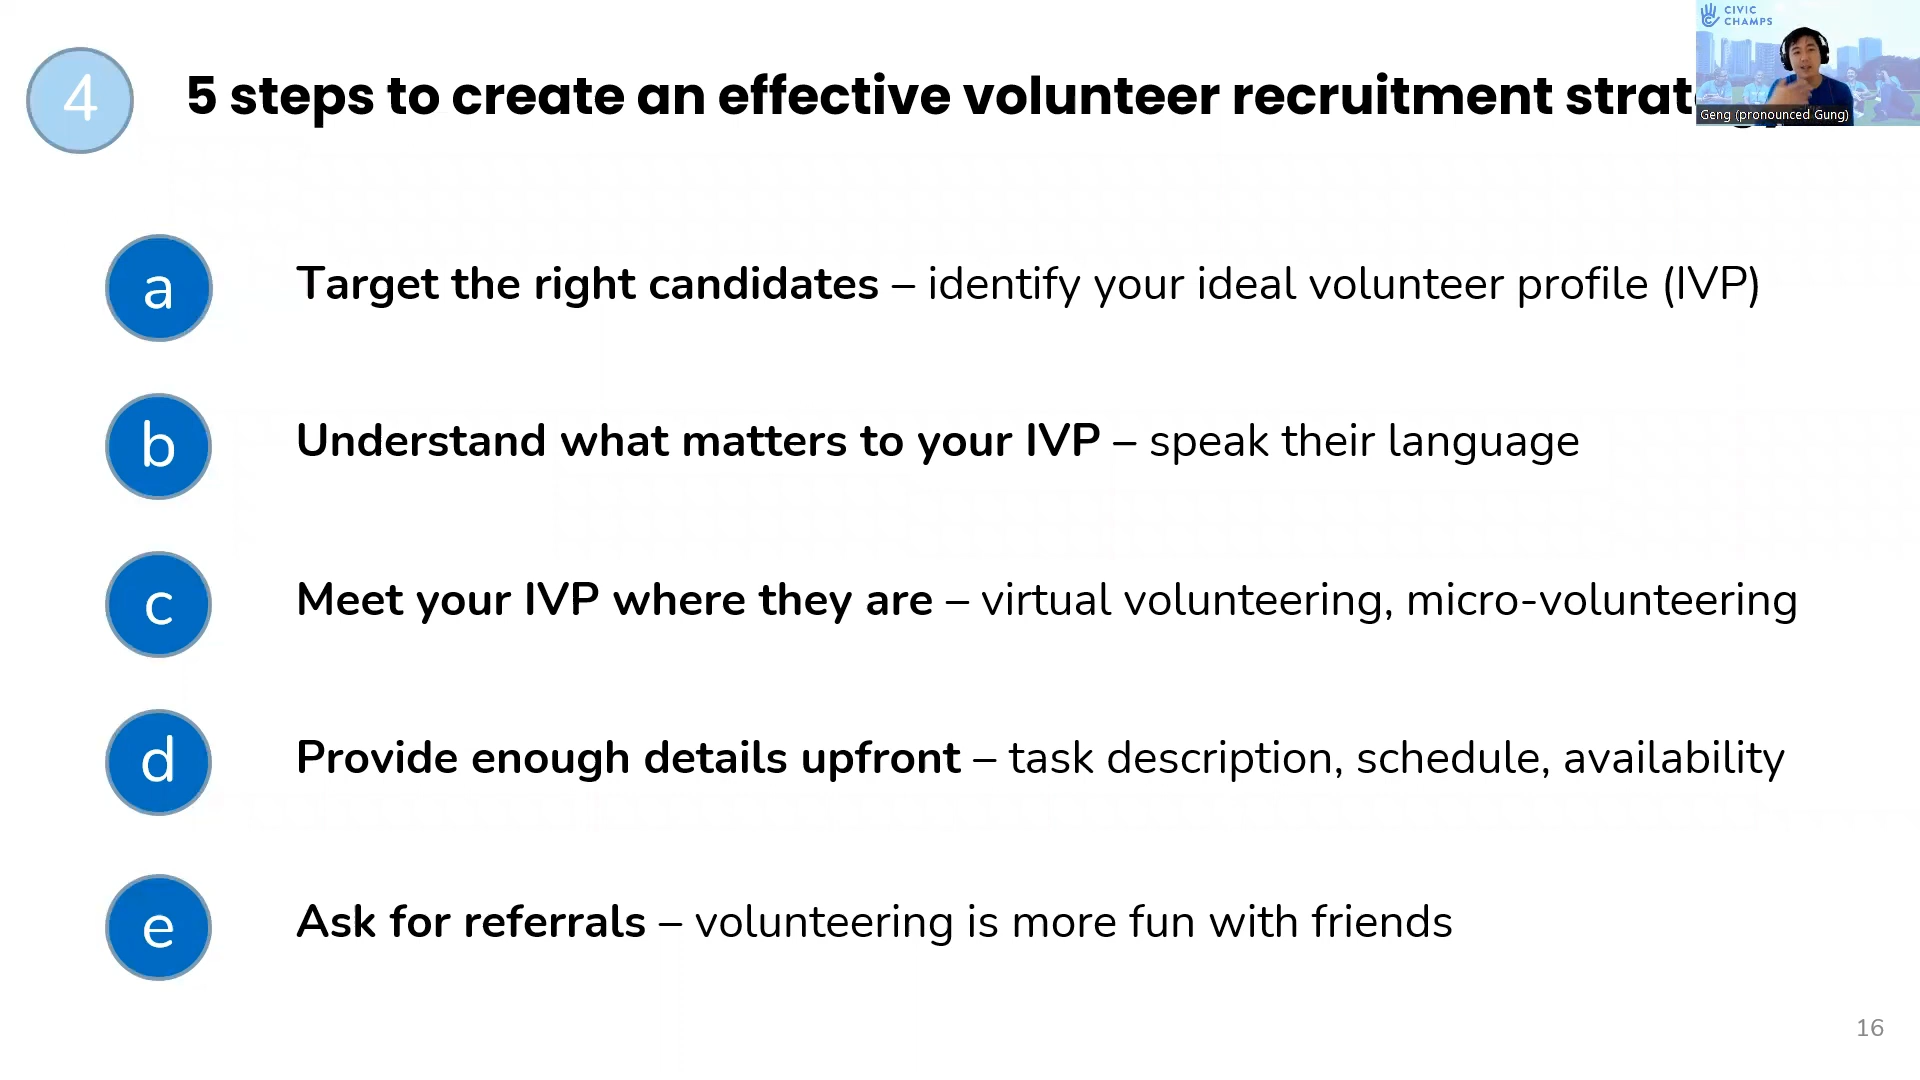 CIVIC
CHAMPS
4
5 steps to create an effective volunteer recruitment
Geng (pronounced Gung)
a
Target the right candidates – identify your ideal volunteer profile (IVP)
b
Understand what matters to your IVP – speak their language
c
Meet your IVP where they are – virtual volunteering, micro-volunteering
d
Provide enough details upfront – task description, schedule, availability
e
Ask for referrals – volunteering is more fun with friends
16